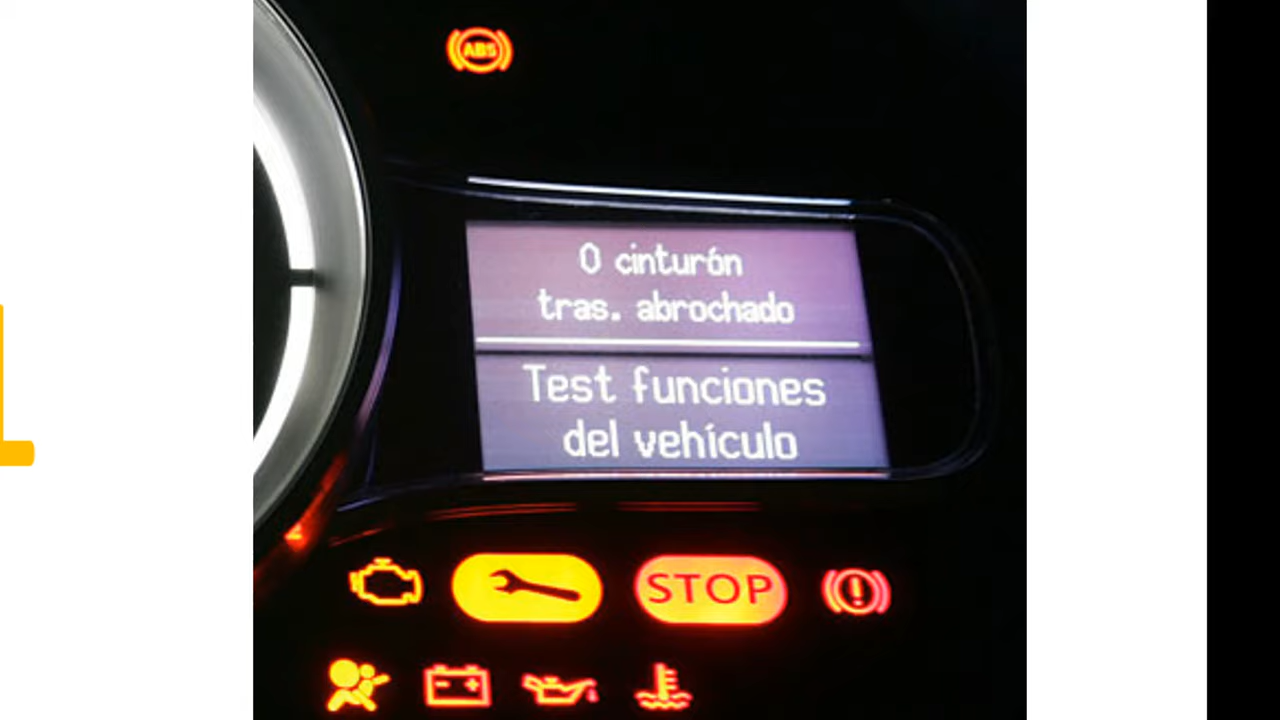 ABS
0 cinturón
tras. abrochado
Test funciones
del vehículo
STOP